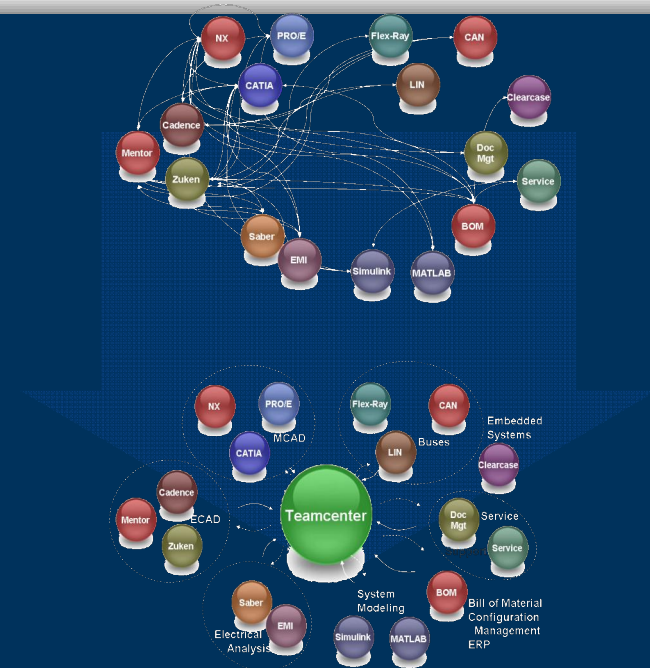 NX
PRO/E
Flex-Ray
CAN
CATIA
LIN
Clearcase
Cadence
Mentor
Doc
Mgt
Zuken
Service
Saber
BOM
EMI
Simulink
MATLAB
NX
PRO/E
MCAD
CATIA
Flex-Ray
CAN
Buses
LIN
Embedded
Systems
Clearcase
Cadence
Mentor
ECAD
Zuken
Teamcenter
Doc
Mgt
Service
Service
Saber
EMI
Electrical
Analysis
System
Modeling
Simulink
MATLAB
BOM
Bill of Material
Configuration
Management
ERP